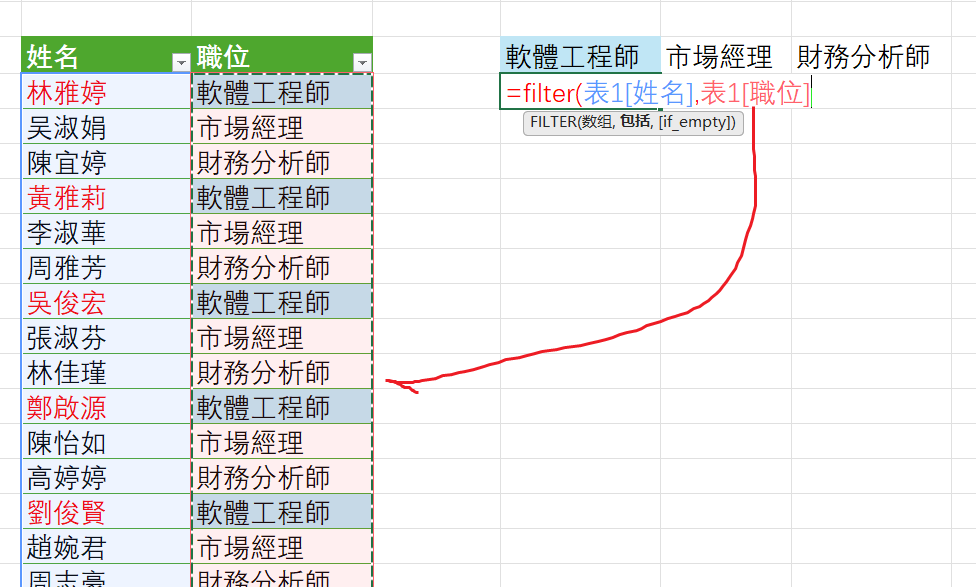 姓名 職位 軟體工程師 市場經理 財務分析師
林雅婷 軟體工程師 =filter(表1[姓名],表1[職位]
吴淑娟 市場經理 FILTER(数组, 包括, [if_empty])
陳宜婷 財務分析師
黃雅莉 軟體工程師
李淑華 市場經理
周雅芳 財務分析師
吳俊宏 軟體工程師
張淑芬 市場經理
林佳瑾 財務分析師
鄭啟源 軟體工程師
陳怡如 市場經理
高婷婷 財務分析師
劉俊賢 軟體工程師
趙婉君 市場經理
周志豪 財務分析師